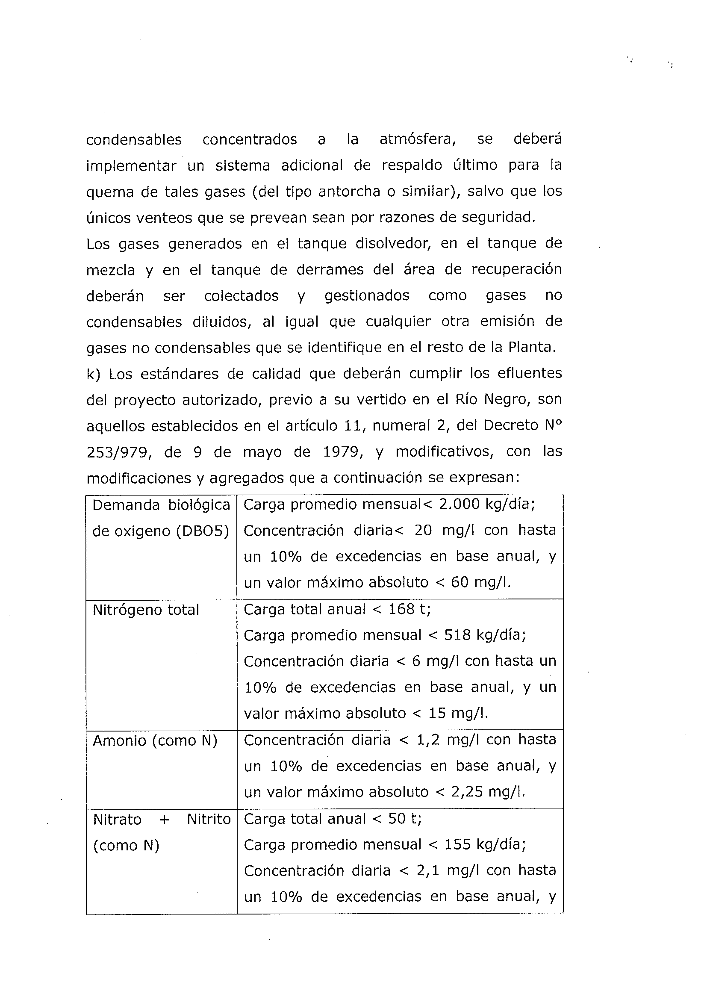 condensables concentrados a la atmósfera, se deberá
implementar un sistema adicional de respaldo último para la
quema de tales gases (del tipo antorcha o similar), salvo que los
únicos venteos que se prevean sean por razones de seguridad.
Los gases generados en el tanque disolvedor, en el tanque de
mezcla y en el tanque de derrames del área de recuperación
deberán ser colectados y gestionados como gases no
condensables diluidos, al igual que cualquier otra emisión de
gases no condensables que se identifique en el resto de la Planta.
k) Los estándares de calidad que deberán cumplir los efluentes
del proyecto autorizado, previo a su vertido en el Río Negro, son
aquellos establecidos en el artículo 11, numeral 2, del Decreto Nº
253/979, de 9 de mayo de 1979, y modificativos, con las
modificaciones y agregados que a continuación se expresan:
Demanda biológica
de oxigeno (DBO5)
Carga promedio mensual< 2.000 kg/día;
Concentración diaria< 20 mg/l con hasta
un 10% de excedencias en base anual, y
un valor máximo absoluto < 60 mg/l.
Nitrógeno total
Carga total anual < 168 t;
Carga promedio mensual < 518 kg/día;
Concentración diaria < 6 mg/l con hasta un
10% de excedencias en base anual, y un
valor máximo absoluto < 15 mg/l.
Amonio (como N)
Concentración diaria < 1,2 mg/l con hasta
un 10% de excedencias en base anual, y
un valor máximo absoluto < 2,25 mg/l.
Nitrato + Nitrito
(como N)
Carga total anual < 50 t;
Carga promedio mensual < 155 kg/día;
Concentración diaria < 2,1 mg/l con hasta
un 10% de excedencias en base anual, y